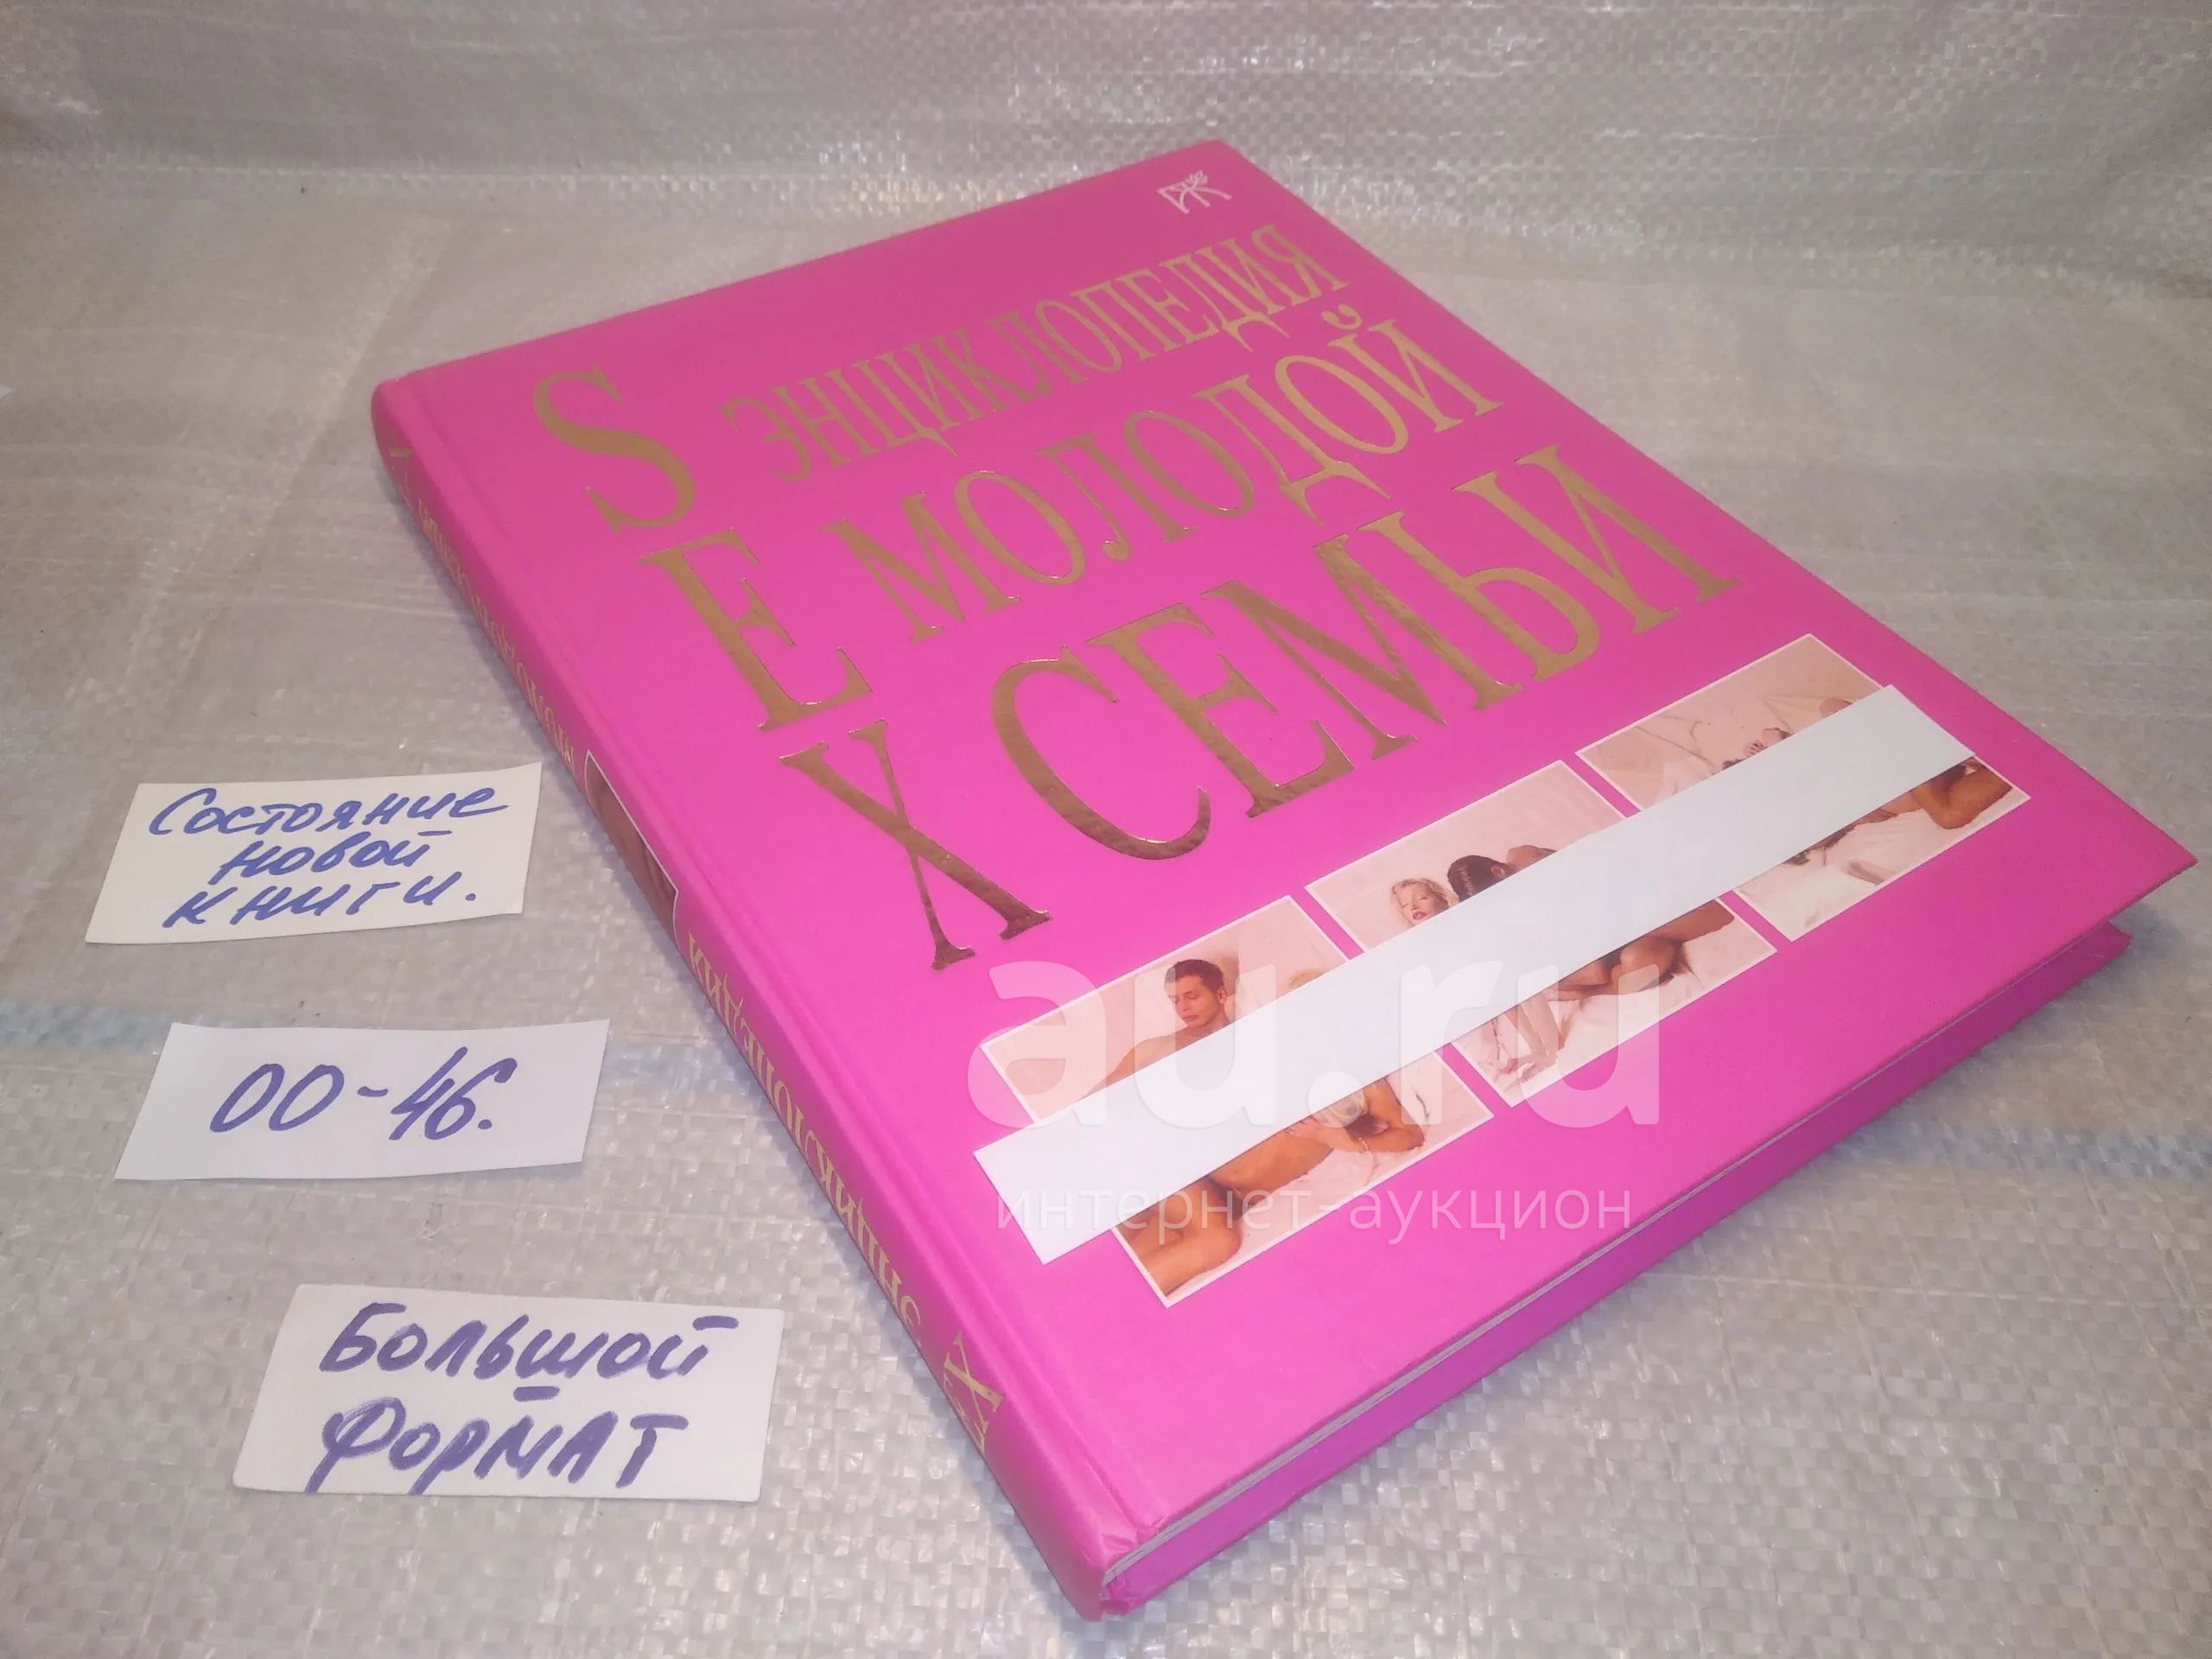 S ЭНЦИКЛОПЕДИЯ
E МОЛОДОЙ
X СЕМЬИ
Состояние
новой
книги.
00-46.
Большой
формат
au.ru
интернет-аукцион